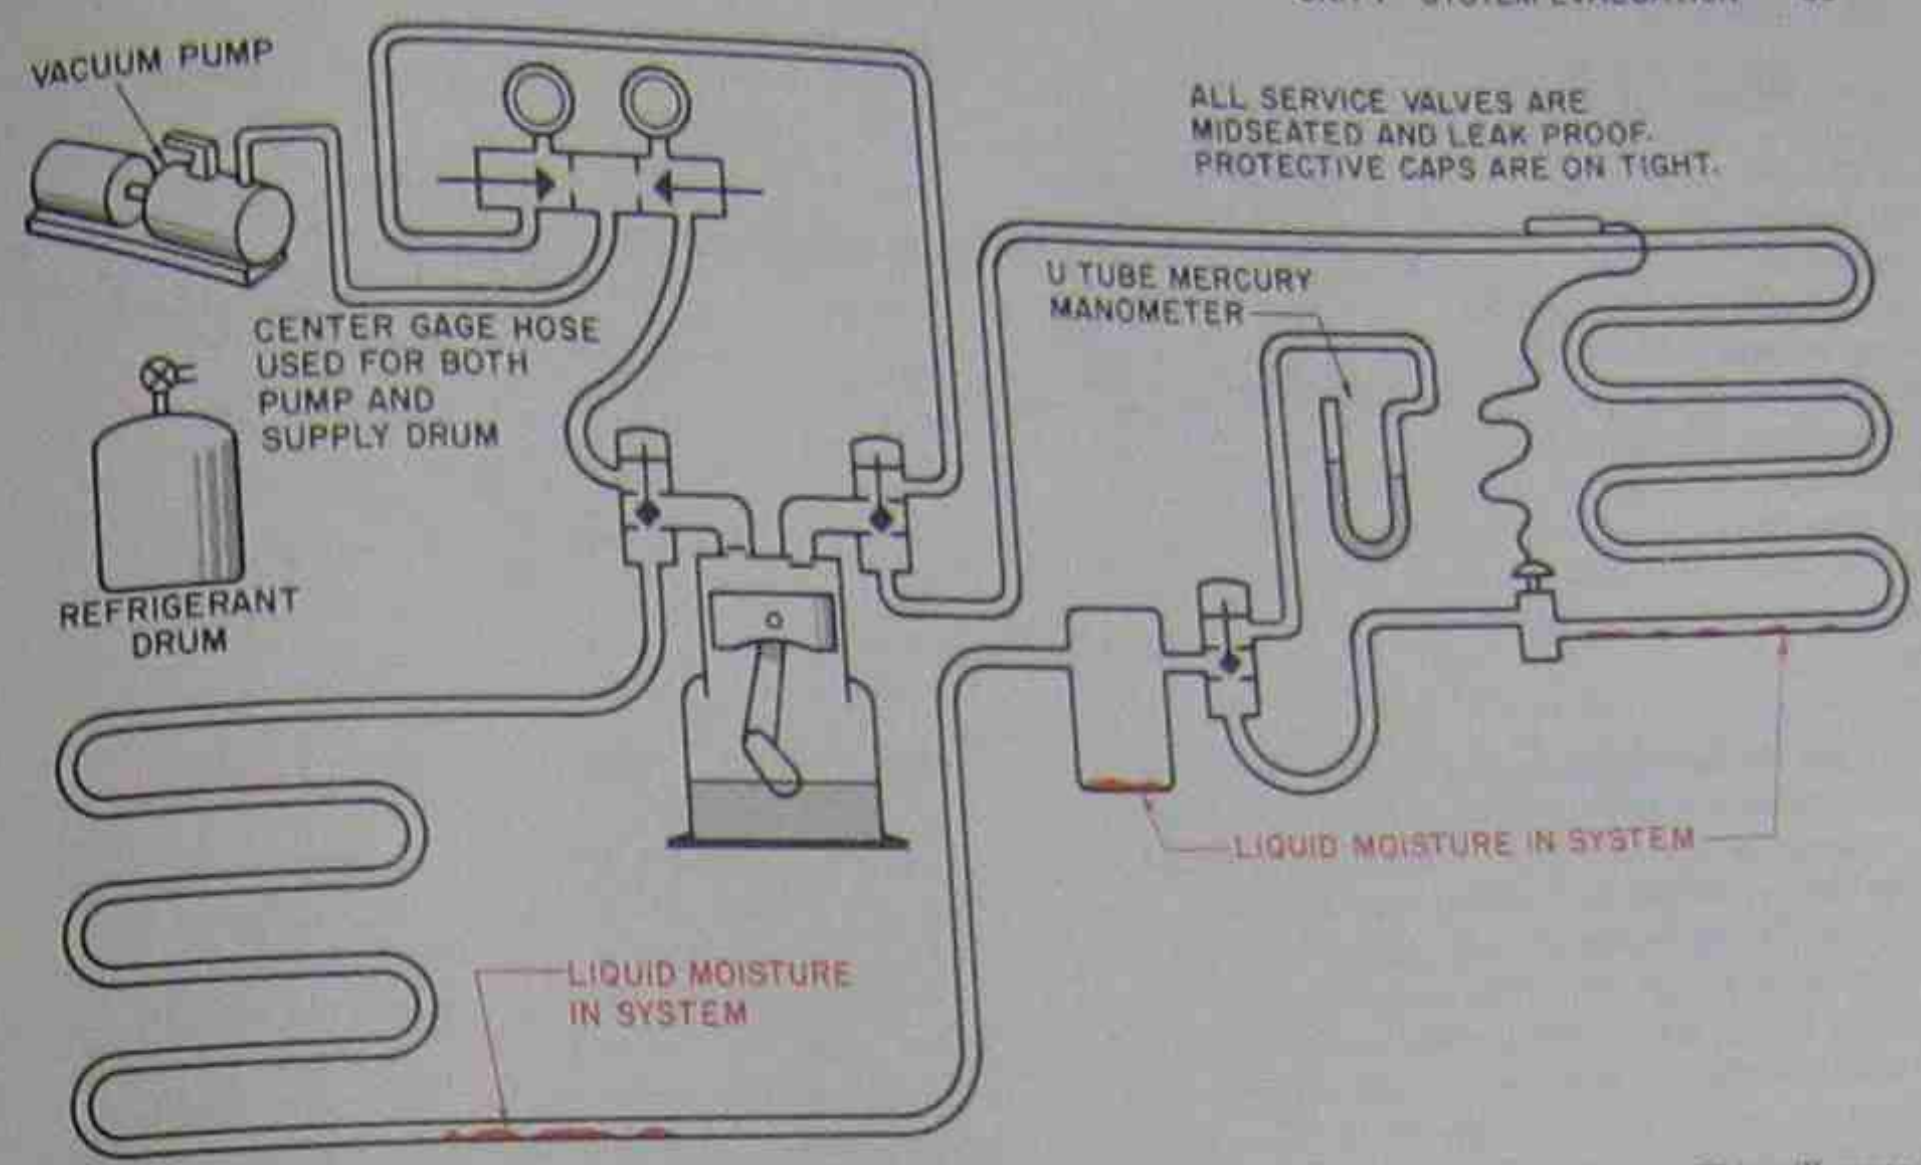 VACUUM PUMP
ALL SERVICE VALVES ARE
MIDSEATED AND LEAK PROOF.
PROTECTIVE CAPS ARE ON TIGHT.
U TUBE MERCURY
MANOMETER
CENTER GAGE HOSE
USED FOR BOTH
PUMP AND
SUPPLY DRUM
REFRIGERANT
DRUM
LIQUID MOISTURE IN SYSTEM
LIQUID MOISTURE
IN SYSTEM